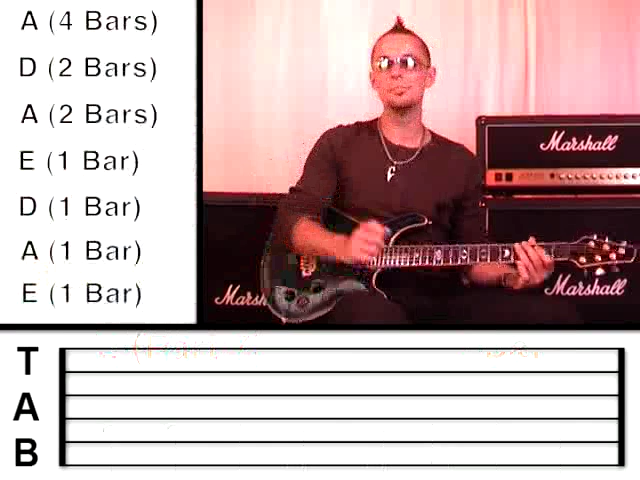 A (4 Bars)
D (2 Bars)
A (2 Bars)
E (1 Bar)
D (1 Bar)
A (1 Bar)
E (1 Bar)
Marshall
Marshall
Marshall
T
A
B